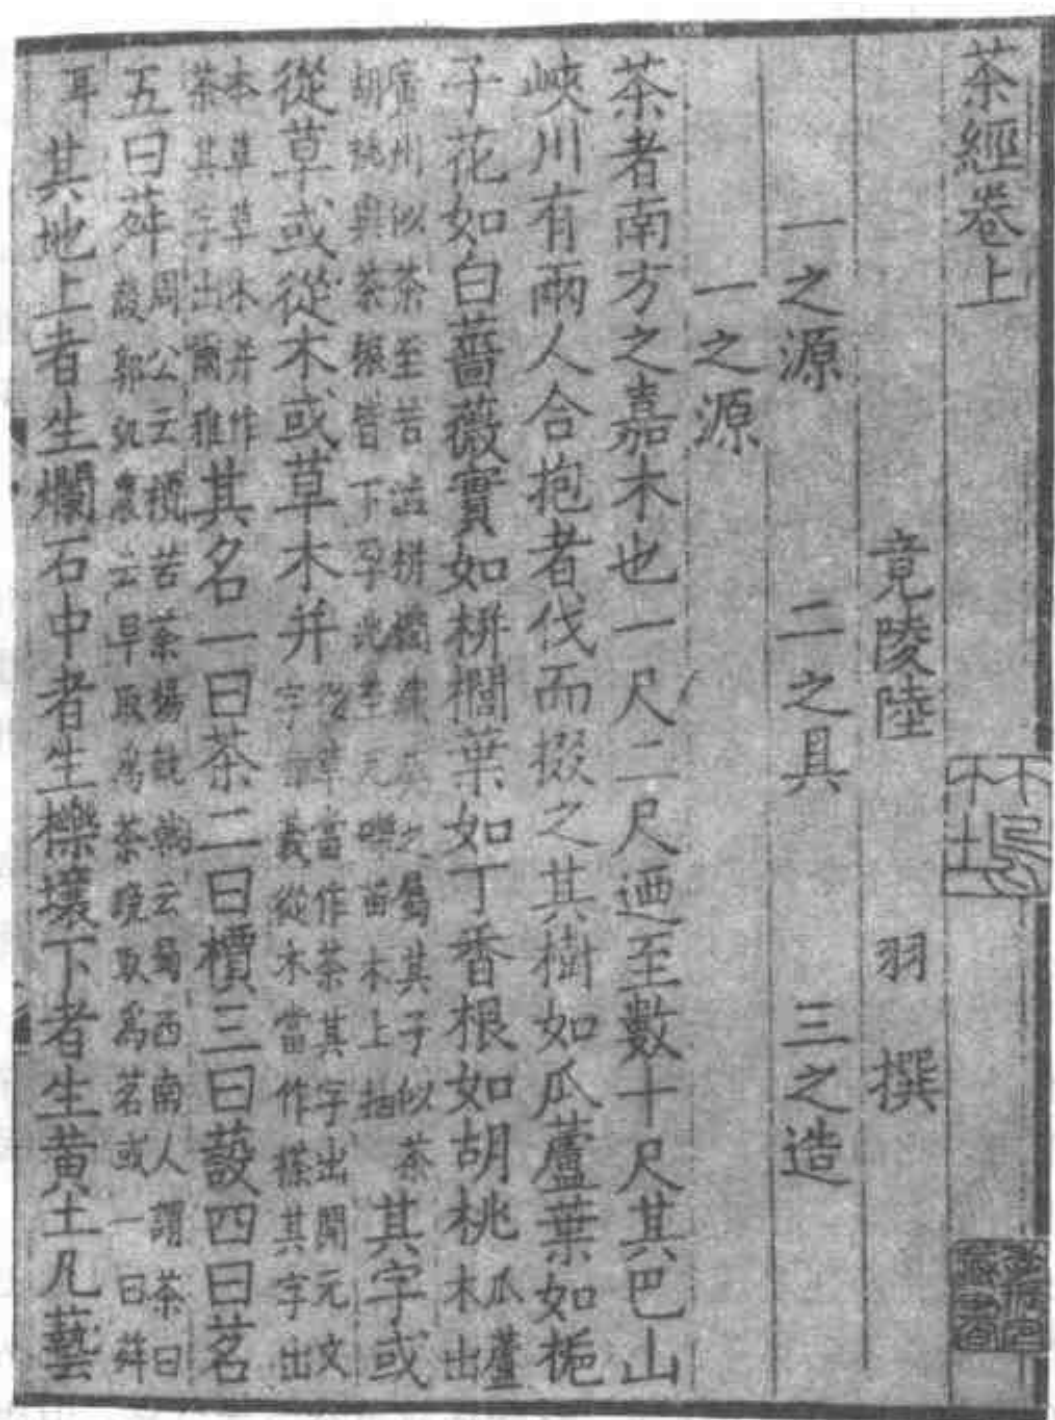 茶經卷上
竟陵陸 羽 撰
一之源 二之具 三之造
一之源
茶者南方之嘉木也一尺二尺迺至數十尺其巴山
峽川有兩人合抱者伐而掇之其樹如瓜蘆葉如梔
子花如白薔薇實如栟櫚葉如丁香根如胡桃瓜蘆木出
廣州似茶至苦澁栟櫚蒲葵之屬其子似茶胡桃與茶根皆下孕兆至瓦礫苗木上抽其字或
從草或從木或草木并從草當作茶其字出開元文字音義從木當作搽其字出
本草草木并作茶其字出爾雅其名一曰茶二曰檟三曰蔎四曰茗
五曰荈周公云檟苦荼楊執戟云蜀西南人謂茶曰蔎郭弘農云早取爲茶晚取爲茗或一曰荈
耳其地上者生爛石中者生櫟壤下者生黄土凡藝